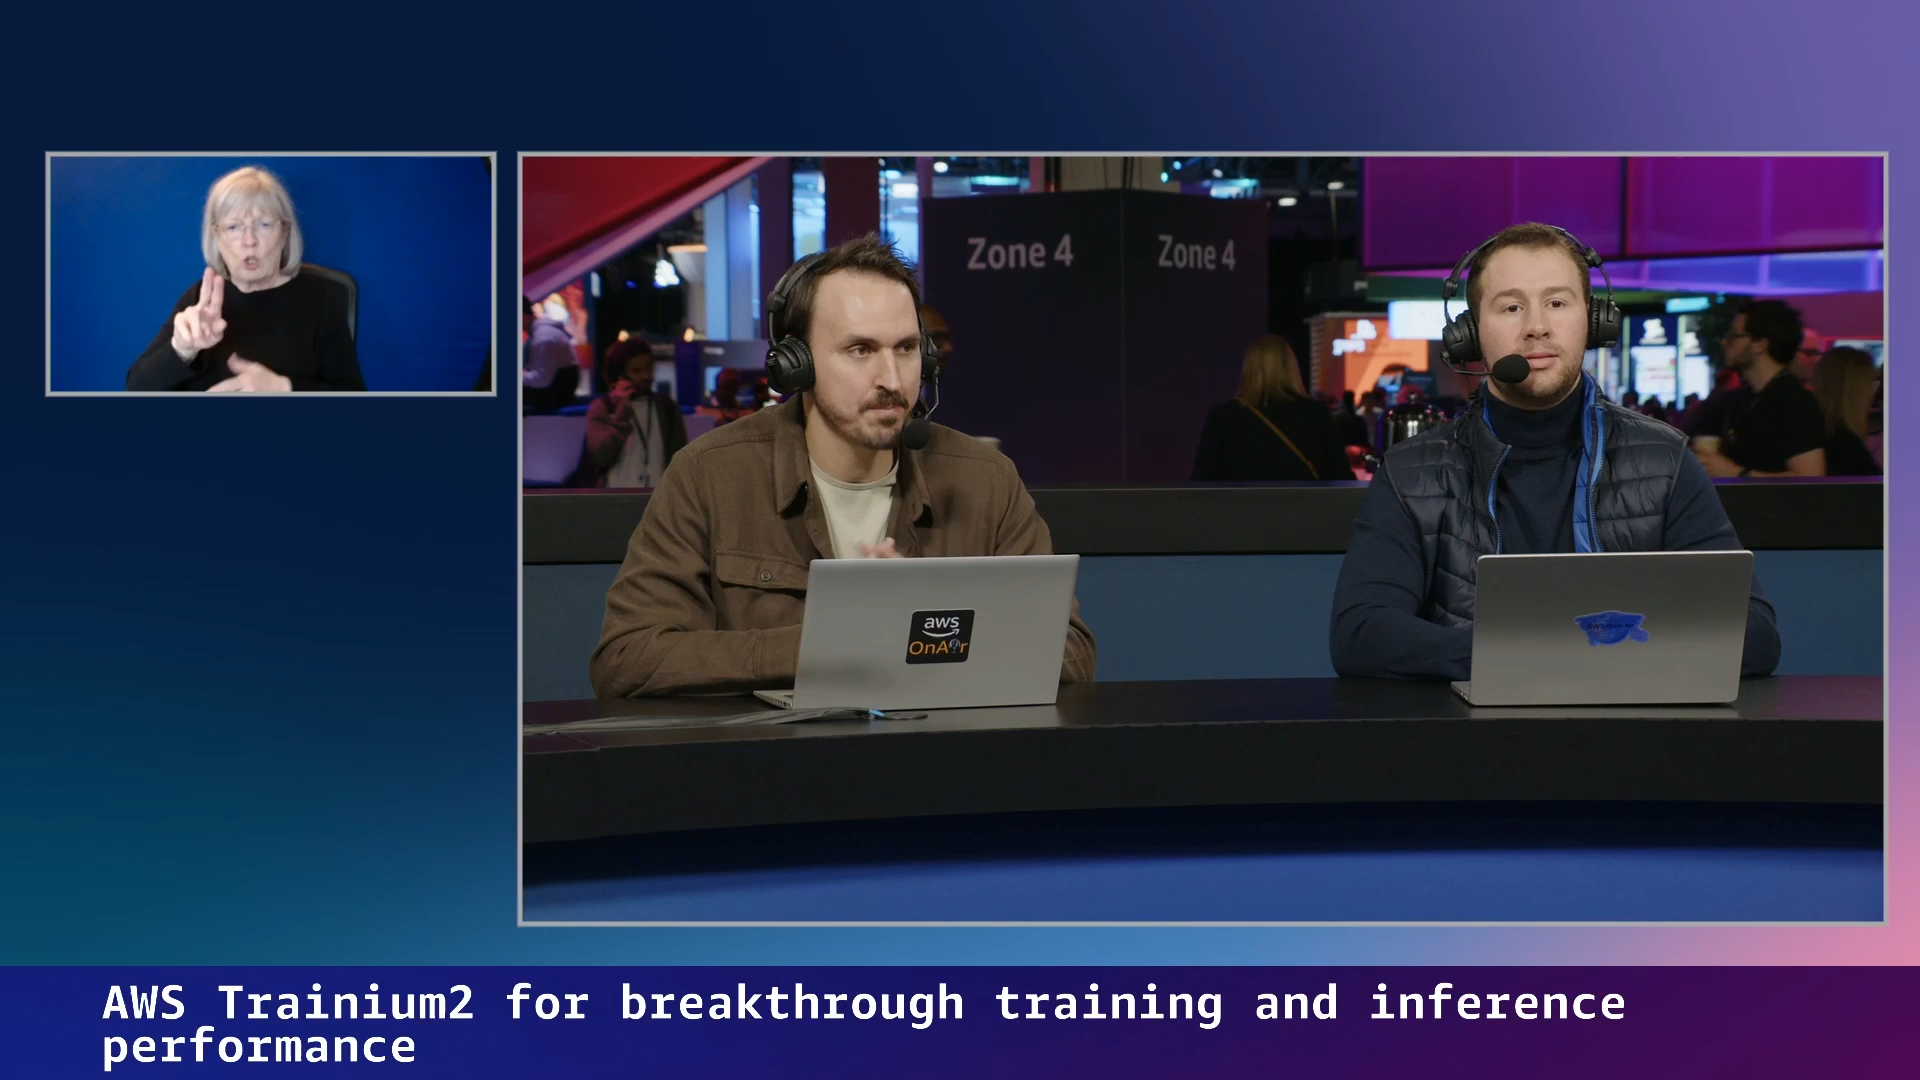 Zone 4
Zone 4
aws
OnAir
AWS Trainium2 for breakthrough training and inference
performance